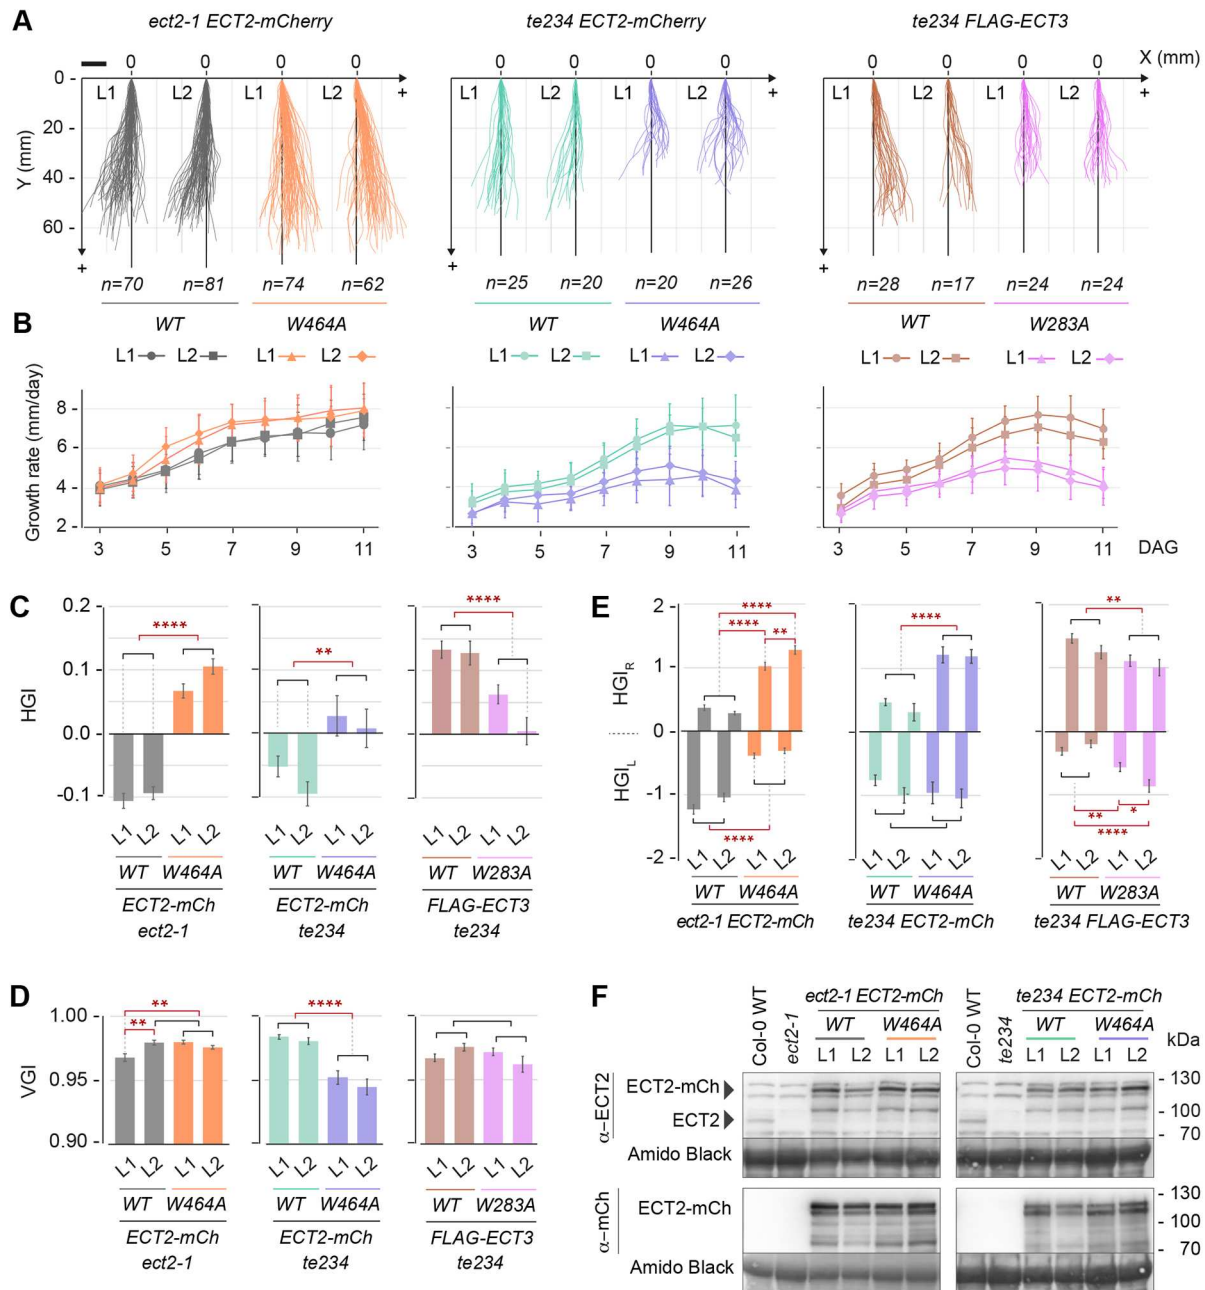 A
ect2-1 ECT2-mCherry
te234 ECT2-mCherry
te234 FLAG-ECT3
0 0 0 0
0 0 0 0
0 0 0 0
X (mm)
0 -
20 -
40 -
60 -
Y (mm)
L1 L2 L1 L2 +
L1 L2 L1 L2 +
L1 L2 L1 L2 +
+
+
+
n=70 n=81 n=74 n=62
n=25 n=20 n=20 n=26
n=28 n=17 n=24 n=24
B
WT W464A
WT W464A
WT W283A
L1 L2 L1 L2
L1 L2 L1 L2
L1 L2 L1 L2
Growth rate (mm/day)
8 -
6 -
4 -
2 -
3 5 7 9 11
3 5 7 9 11
3 5 7 9 11
DAG
C
HGI
0.2 -
0.1 -
0.0 -
-0.1 -
****
**
****
L1 L2 L1 L2
L1 L2 L1 L2
L1 L2 L1 L2
WT W464A
WT W464A
WT W283A
ECT2-mCh
ECT2-mCh
FLAG-ECT3
ect2-1
te234
te234
E
HGIR
HGIL
2 -
1 -
0 -
-1 -
-2 -
****
**** **
****
****
**
** *
****
L1 L2 L1 L2
L1 L2 L1 L2
L1 L2 L1 L2
WT W464A
WT W464A
WT W283A
ect2-1 ECT2-mCh
te234 ECT2-mCh
te234 FLAG-ECT3
D
VGI
1.00 -
0.95 -
0.90 -
**
**
****
L1 L2 L1 L2
L1 L2 L1 L2
L1 L2 L1 L2
WT W464A
WT W464A
WT W283A
ECT2-mCh
ECT2-mCh
FLAG-ECT3
ect2-1
te234
te234
F
Col-0 WT
ect2-1
ect2-1 ECT2-mCh
WT W464A
L1 L2 L1 L2
Col-0 WT
te234
te234 ECT2-mCh
WT W464A
L1 L2 L1 L2
kDa
α–ECT2
ECT2-mCh
ECT2
Amido Black
- 130
- 100
- 70
α–mCh
ECT2-mCh
Amido Black
- 130
- 100
- 70